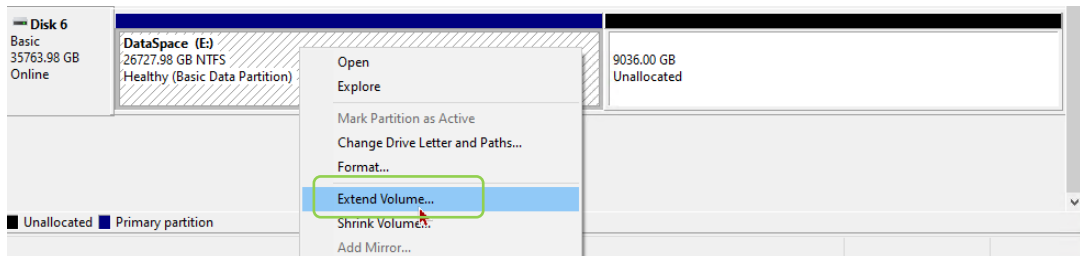 Disk 6
Basic
35763.98 GB
Online
DataSpace (E:)
26727.98 GB NTFS
Healthy (Basic Data Partition)
9036.00 GB
Unallocated
Open
Explore
Mark Partition as Active
Change Drive Letter and Paths...
Format...
Extend Volume...
Shrink Volume...
Add Mirror...
Unallocated
Primary partition